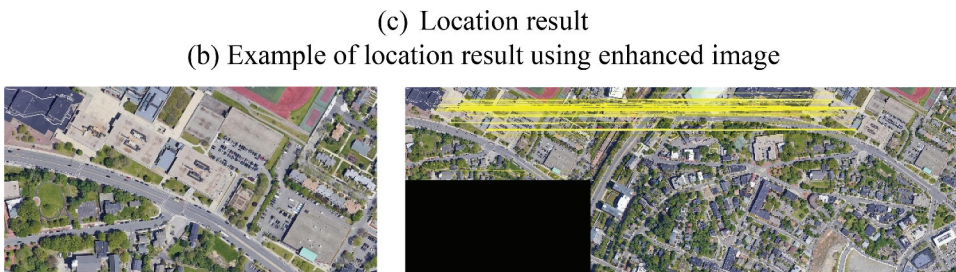 (c) Location result
(b) Example of location result using enhanced image